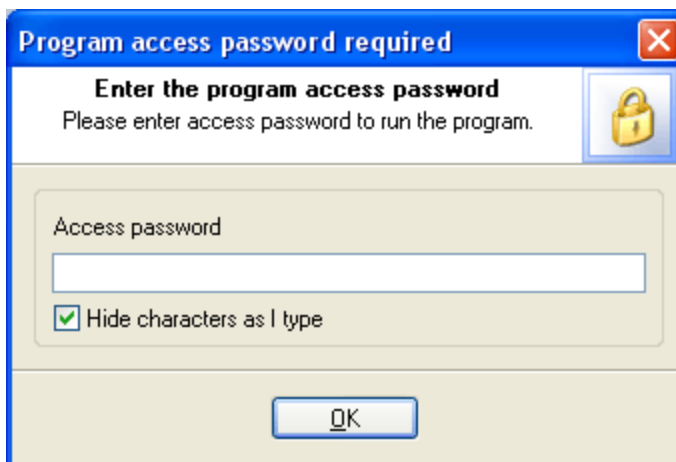 Program access password required
Enter the program access password
Please enter access password to run the program.
Access password
Hide characters as I type
OK